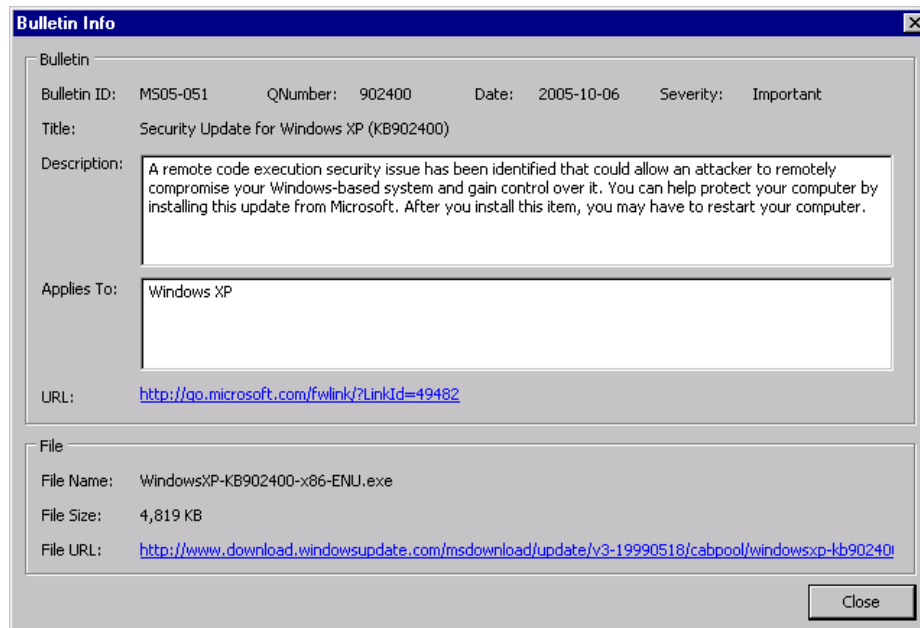 Bulletin Info
Bulletin
Bulletin ID: MS05-051 QNumber: 902400 Date: 2005-10-06 Severity: Important
Title: Security Update for Windows XP (KB902400)
Description: A remote code execution security issue has been identified that could allow an attacker to remotely
compromise your Windows-based system and gain control over it. You can help protect your computer by
installing this update from Microsoft. After you install this item, you may have to restart your computer.
Applies To: Windows XP
URL: http://go.microsoft.com/fwlink/?LinkId=49482
File
File Name: WindowsXP-KB902400-x86-ENU.exe
File Size: 4,819 KB
File URL: http://www.download.windowsupdate.com/msdownload/update/v3-19990518/cabpool/windowsxp-kb90240
Close